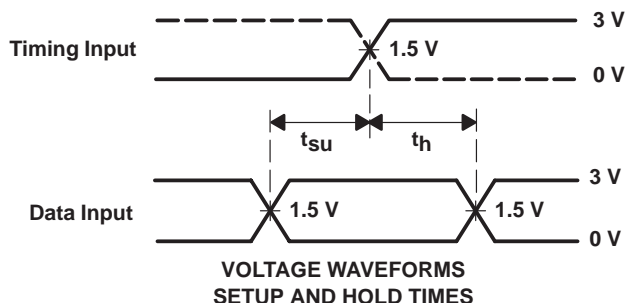 3 V
Timing Input
1.5 V
0 V
tsu
th
3 V
Data Input
1.5 V
1.5 V
0 V
VOLTAGE WAVEFORMS
SETUP AND HOLD TIMES